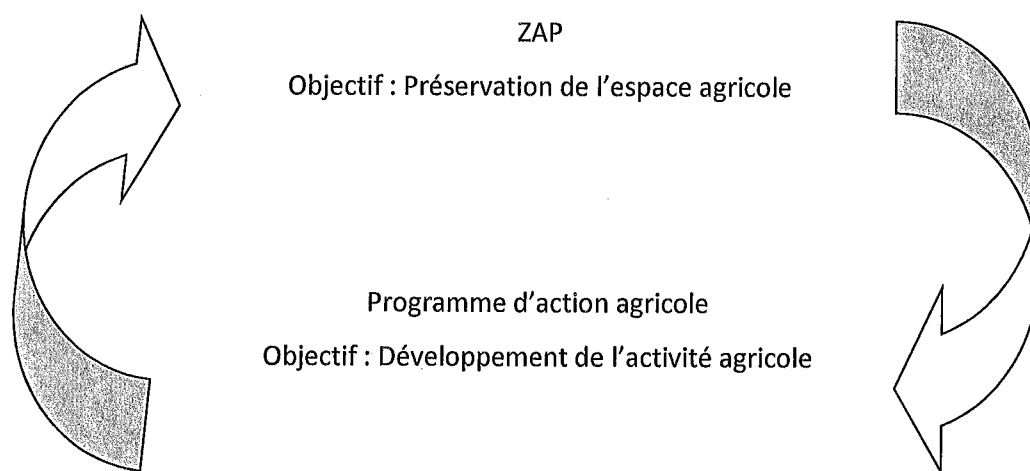 ZAP
Objectif : Préservation de l'espace agricole
Programme d'action agricole
Objectif : Développement de l'activité agricole